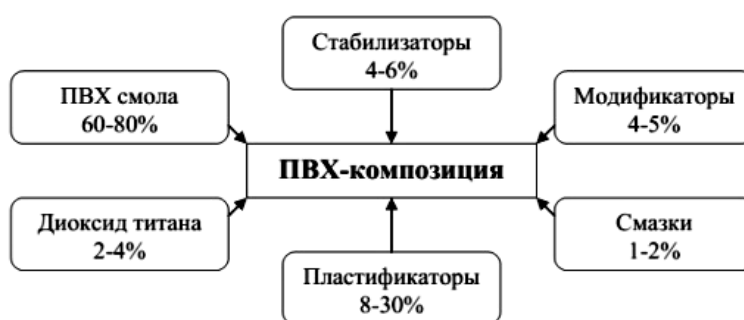 Стабилизаторы
4-6%
ПВХ смола
60-80%
Модификаторы
4-5%
ПВХ-композиция
Диоксид титана
2-4%
Смазки
1-2%
Пластификаторы
8-30%